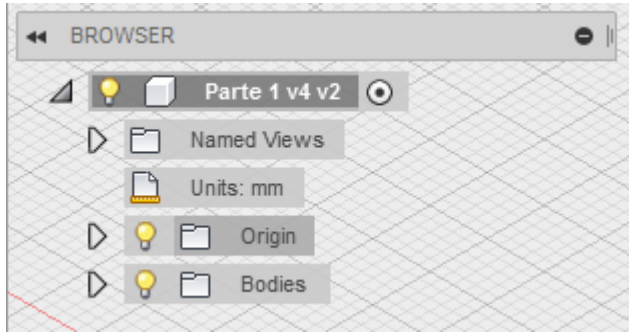 BROWSER
Parte 1 v4 v2
Named Views
Units: mm
Origin
Bodies